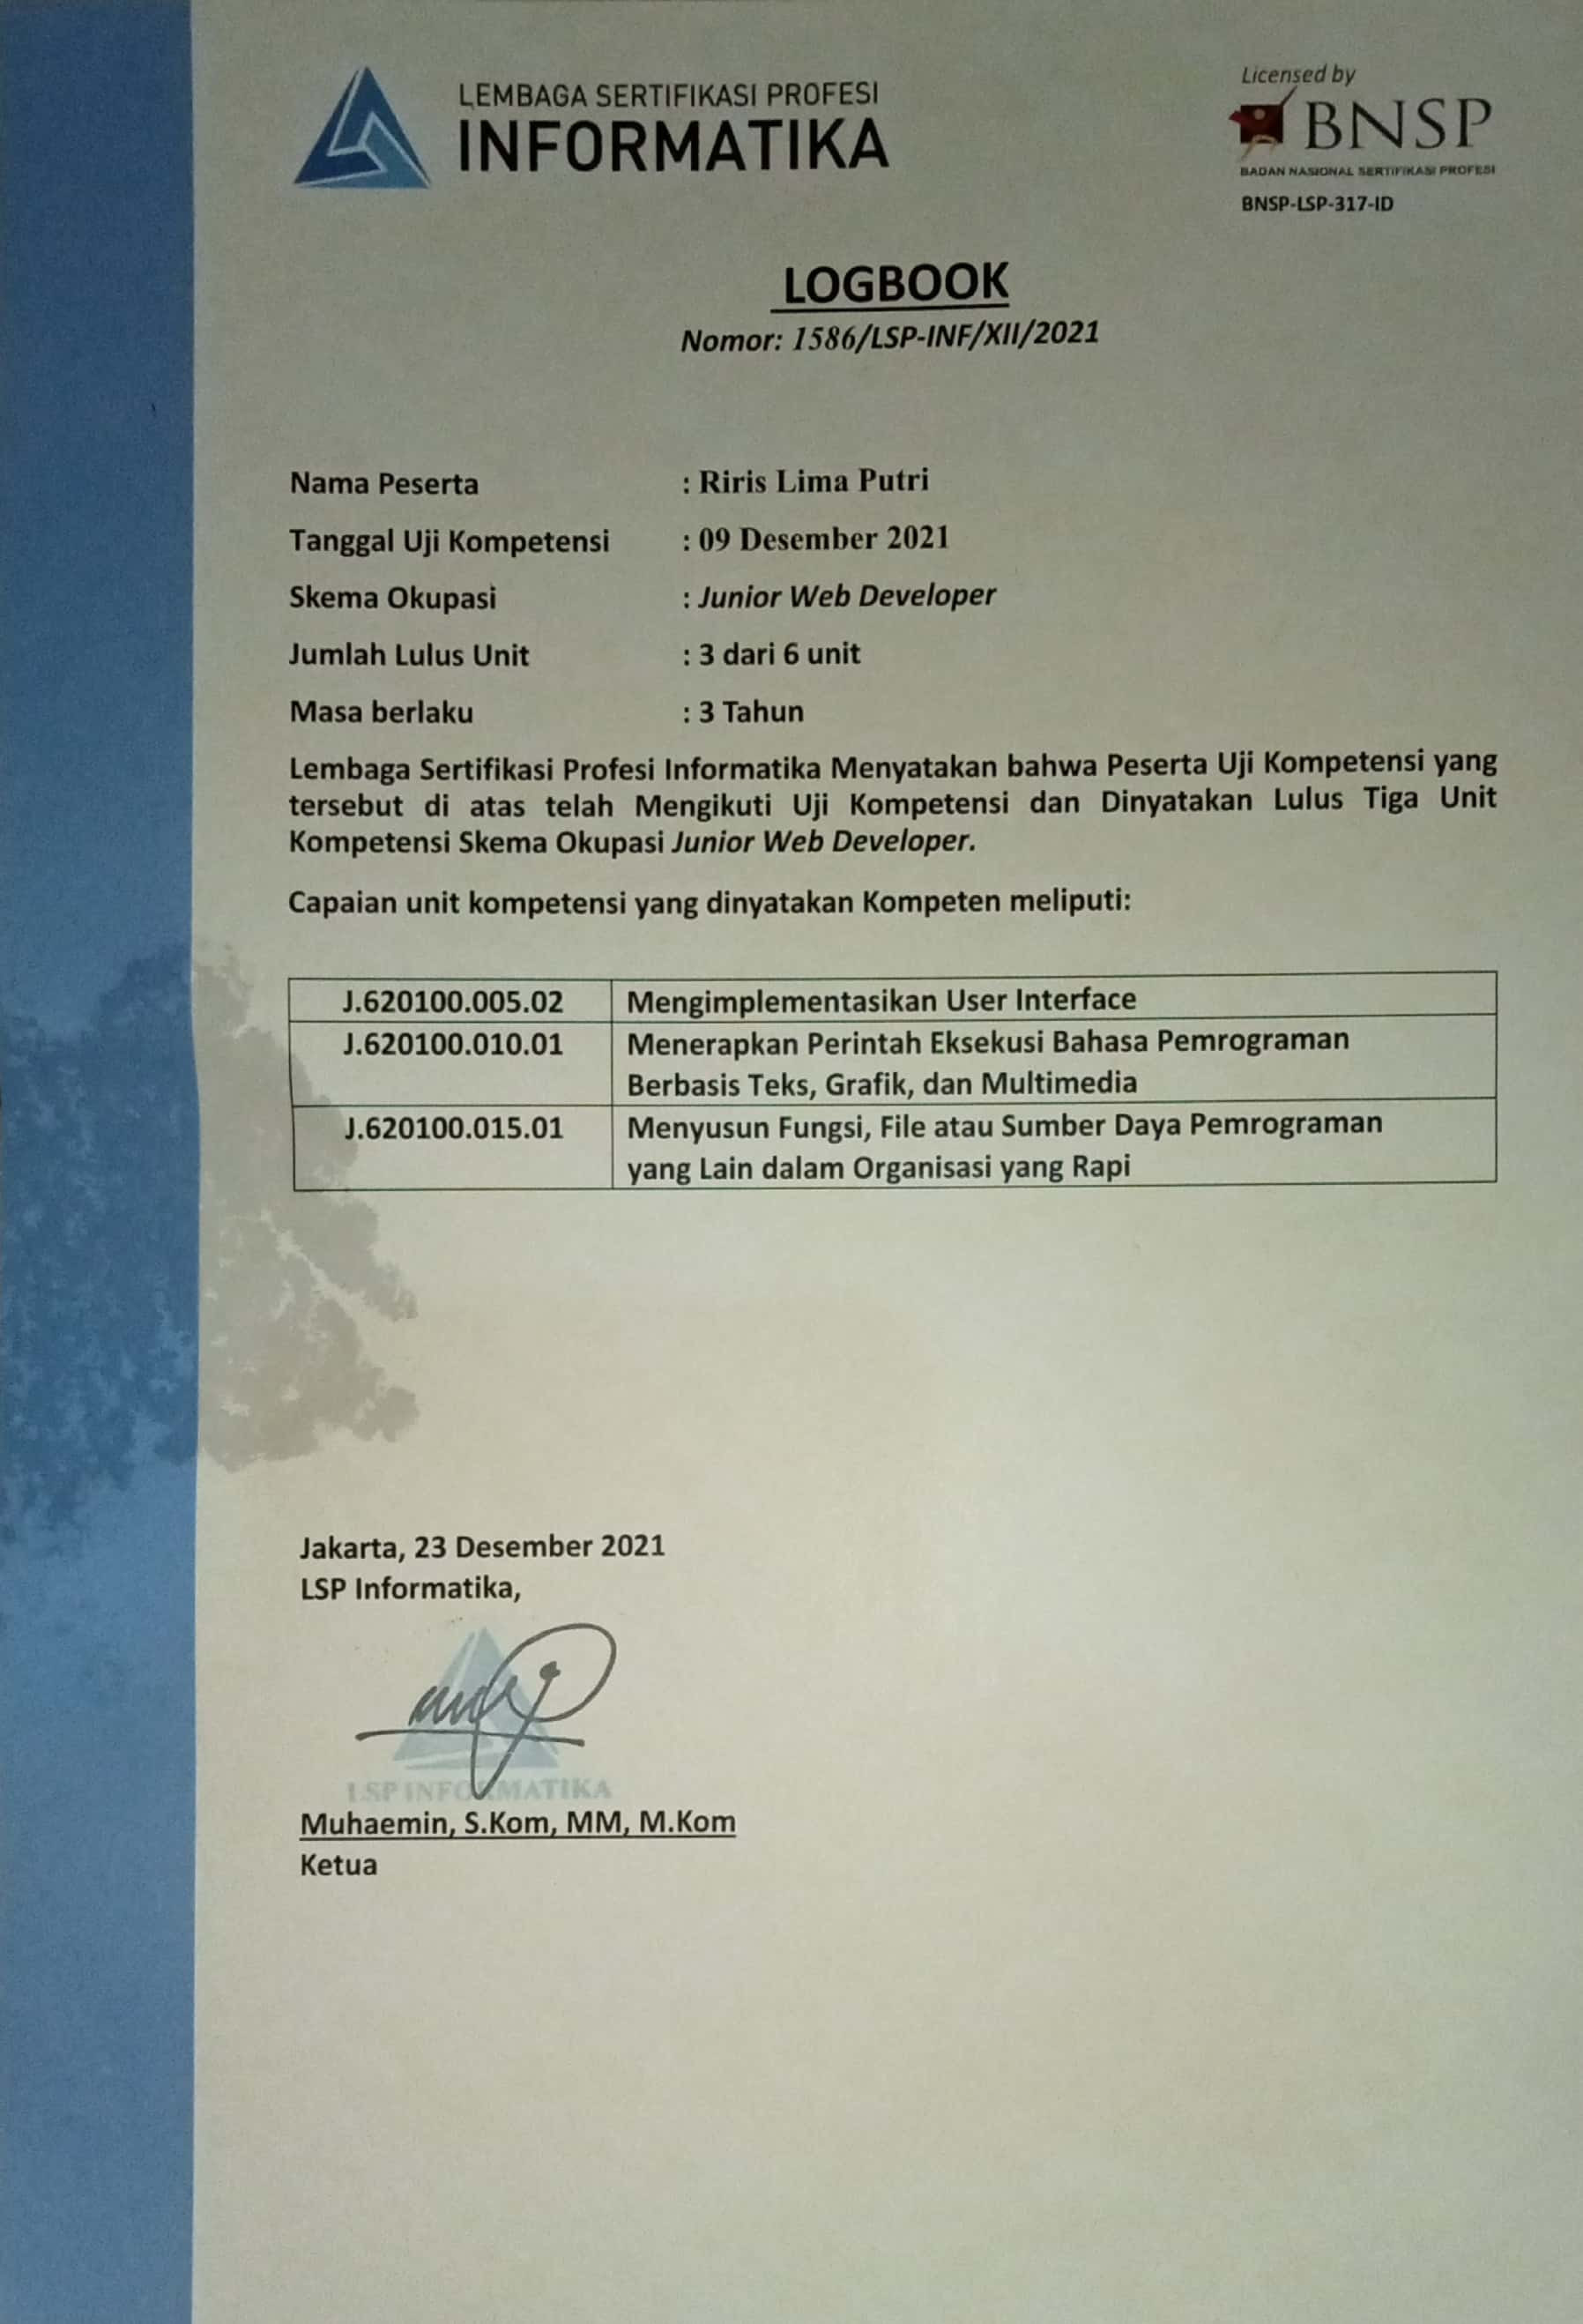 LEMBAGA SERTIFIKASI PROFESI
INFORMATIKA
Licensed by
BNSP
BADAN NASIONAL SERTIFIKASI PROFESI
BNSP-LSP-317-ID
LOGBOOK
Nomor: 1586/LSP-INF/XII/2021
Nama Peserta : Riris Lima Putri
Tanggal Uji Kompetensi : 09 Desember 2021
Skema Okupasi : Junior Web Developer
Jumlah Lulus Unit : 3 dari 6 unit
Masa berlaku : 3 Tahun
Lembaga Sertifikasi Profesi Informatika Menyatakan bahwa Peserta Uji Kompetensi yang
tersebut di atas telah Mengikuti Uji Kompetensi dan Dinyatakan Lulus Tiga Unit
Kompetensi Skema Okupasi Junior Web Developer.
Capaian unit kompetensi yang dinyatakan Kompeten meliputi:
J.620100.005.02 Mengimplementasikan User Interface
J.620100.010.01 Menerapkan Perintah Eksekusi Bahasa Pemrograman
Berbasis Teks, Grafik, dan Multimedia
J.620100.015.01 Menyusun Fungsi, File atau Sumber Daya Pemrograman
yang Lain dalam Organisasi yang Rapi
Jakarta, 23 Desember 2021
LSP Informatika,
LSP INFORMATIKA
Muhaemin, S.Kom, MM, M.Kom
Ketua